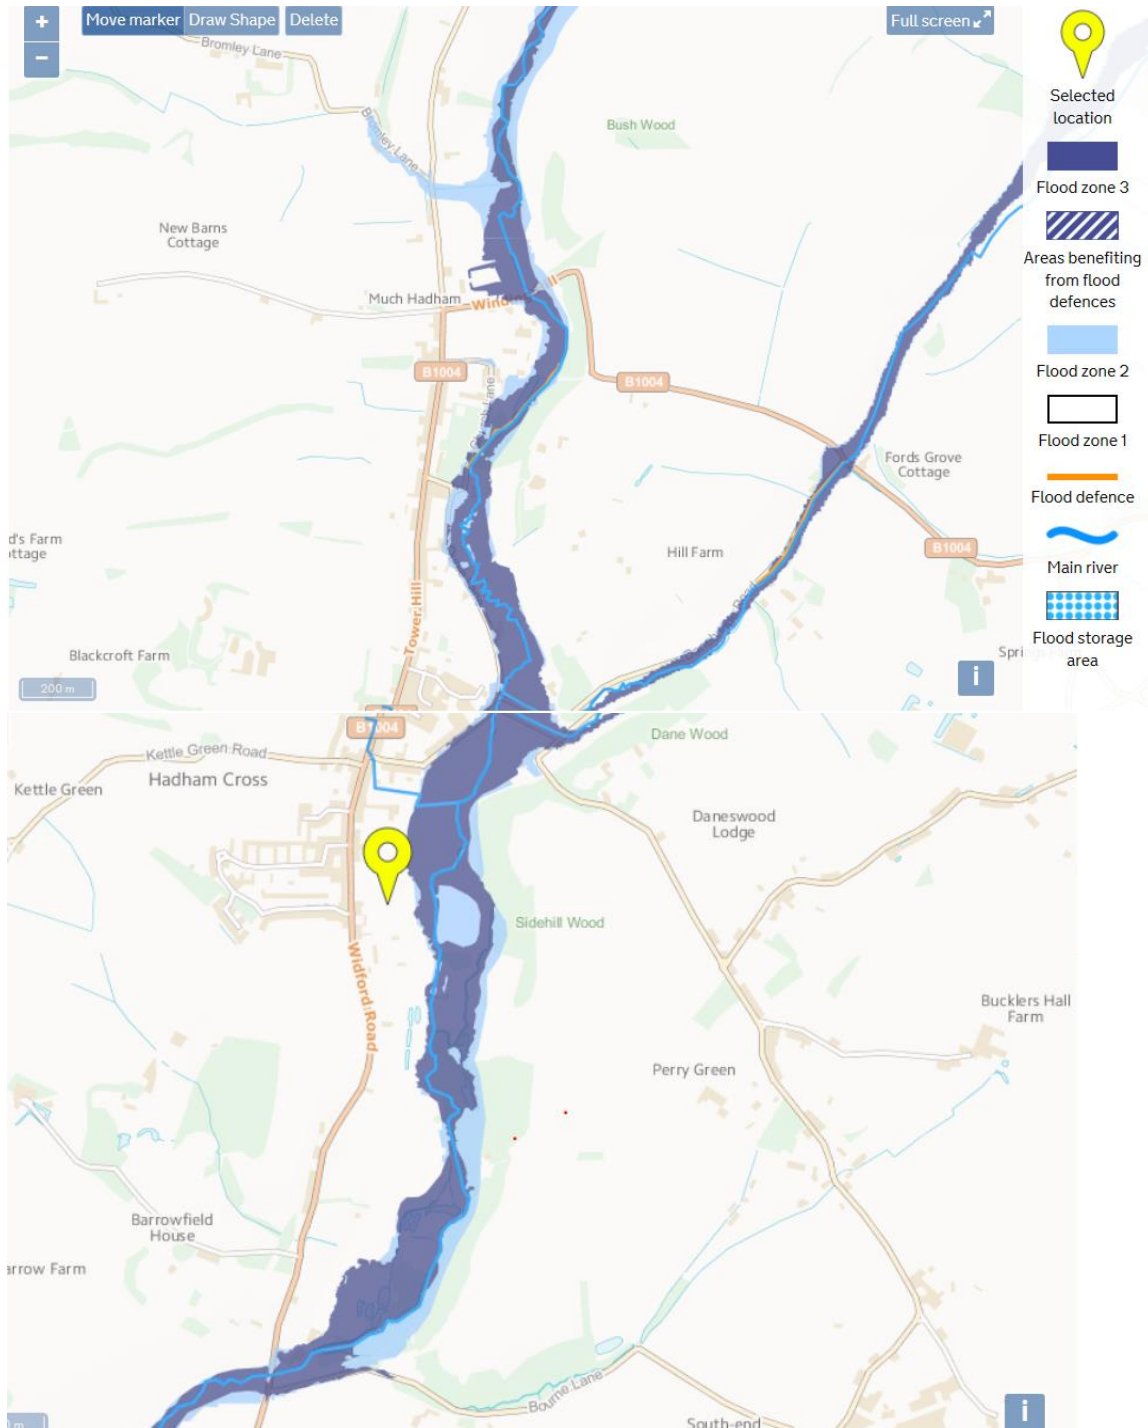 +
−
Move marker
Draw Shape
Delete
Full screen
Bromley Lane
Bromley Lane
Bush Wood
New Barns
Cottage
Much Hadham
B1004
B1004
Fords Grove
Cottage
d's Farm
ottage
Hill Farm
B1004
Tower Hill
Blackcroft Farm
200 m
i
Selected
location
Flood zone 3
Areas benefiting
from flood
defences
Flood zone 2
Flood zone 1
Flood defence
Main river
Flood storage
area
B1004
Kettle Green Road
Dane Wood
Hadham Cross
Kettle Green
Daneswood
Lodge
Sidehill Wood
Widford Road
Bucklers Hall
Farm
Perry Green
Barrowfield
House
arrow Farm
Bourne Lane
South-end
m
i